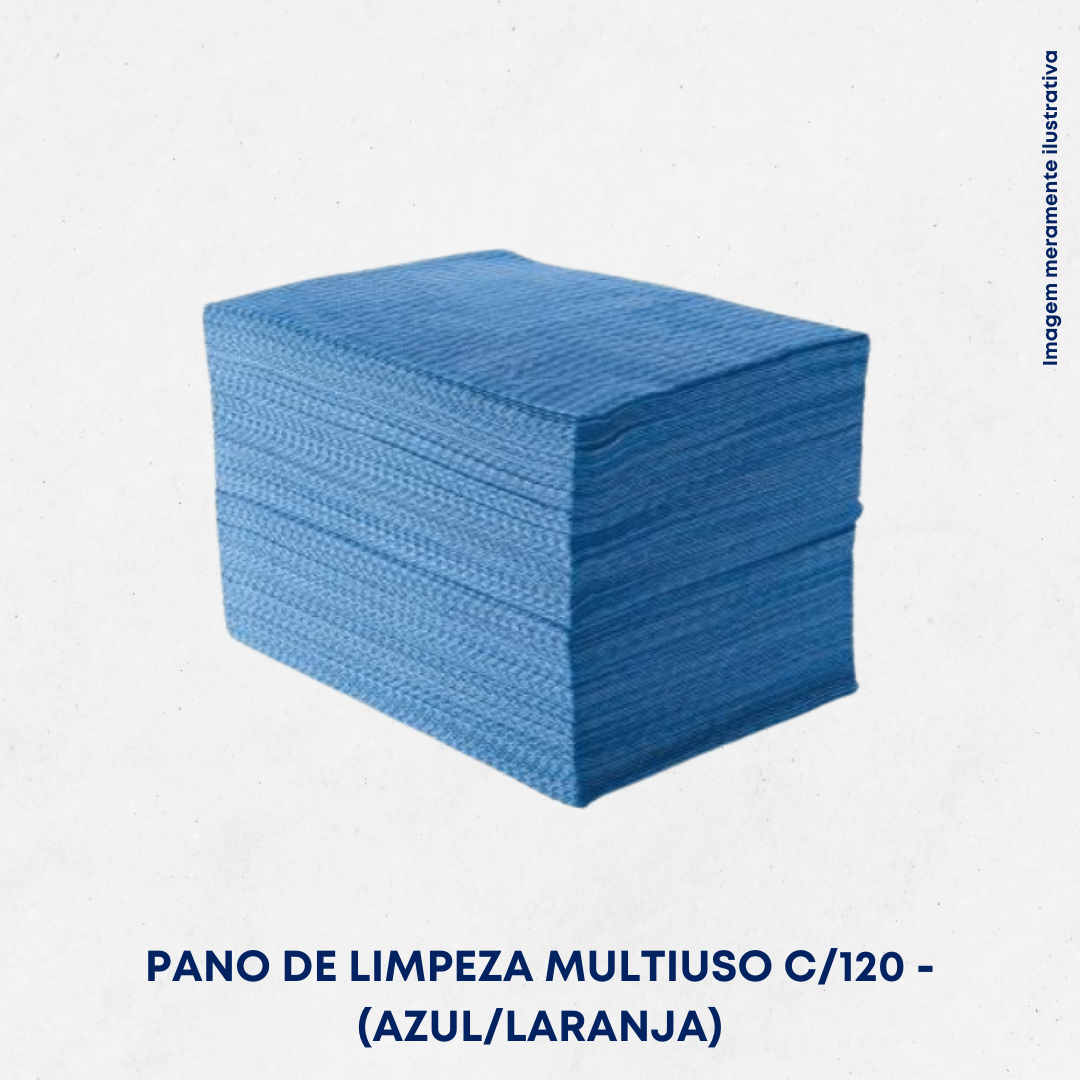 Imagem meramente ilustrativa
PANO DE LIMPEZA MULTIUSO C/120 -
(AZUL/LARANJA)